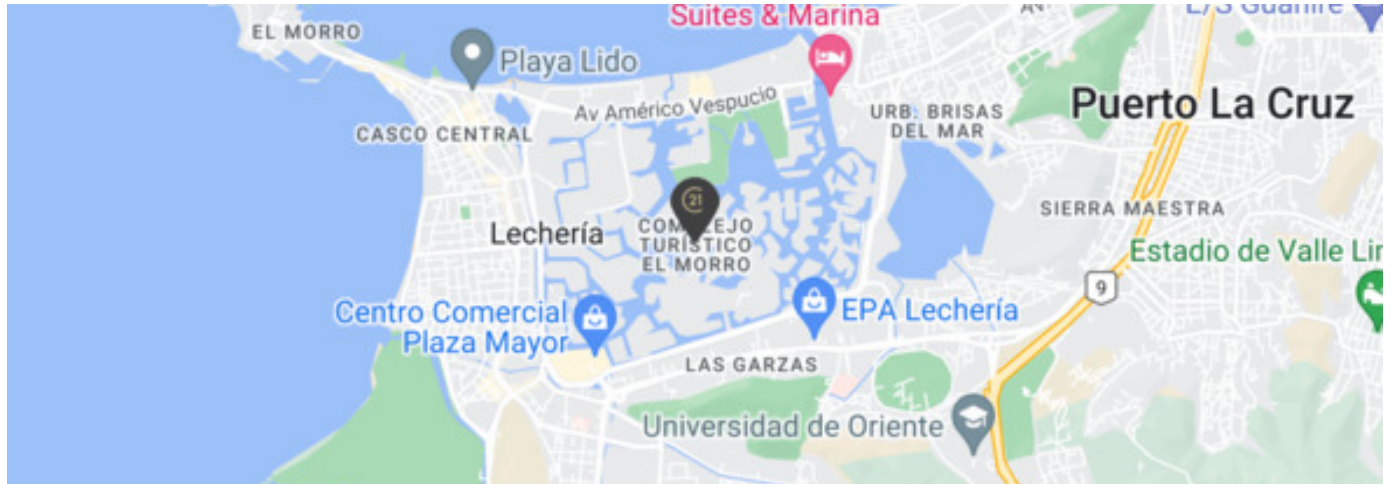 Suites & Marina
EL MORRO
Playa Lido
Av Américo Vespucio
URB. BRISAS
DEL MAR
Puerto La Cruz
CASCO CENTRAL
21
Lechería
TURÍSTICO
EL MORRO
SIERRA MAESTRA
Estadio de Valle
9
Centro Comercial
Plaza Mayor
EPA Lechería
LAS GARZAS
Universidad de Oriente